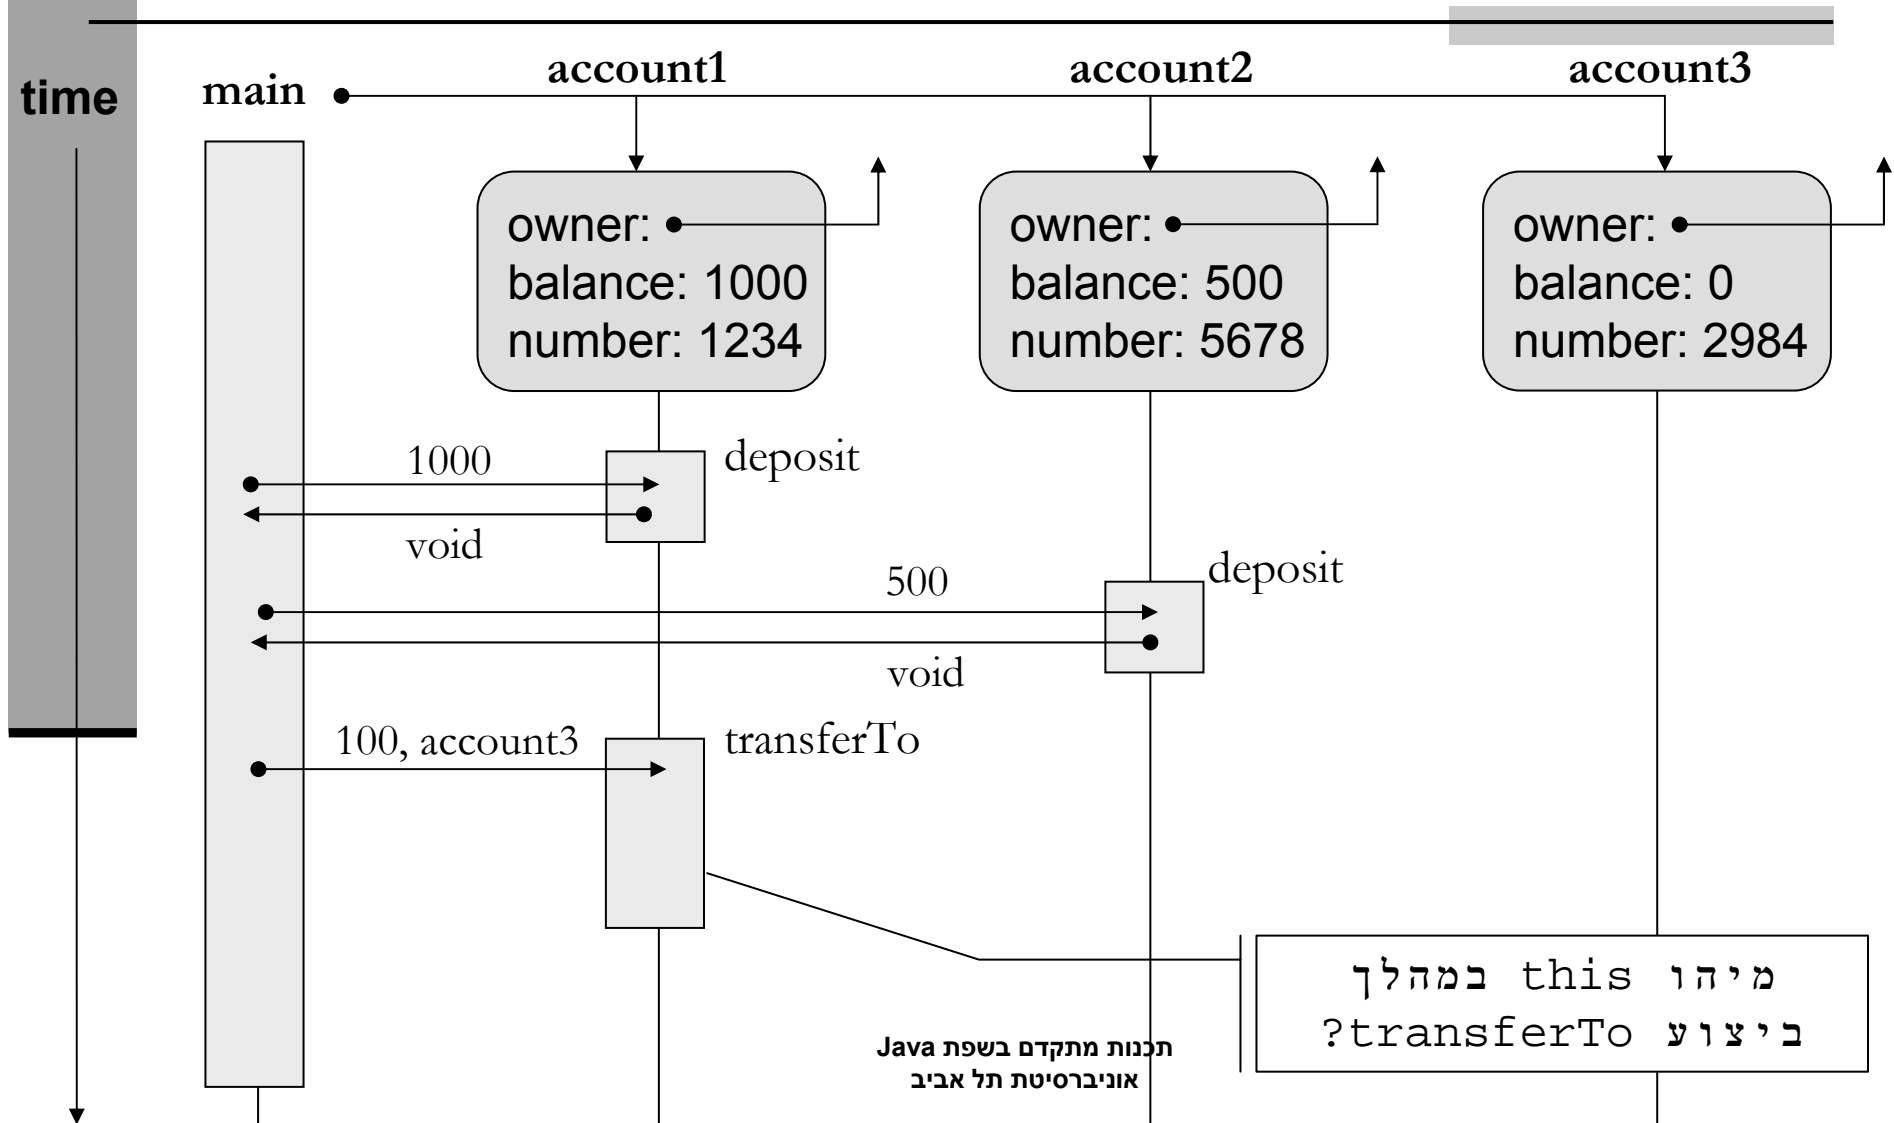 time
main
account1
account2
account3
owner:
balance: 1000
number: 1234
owner:
balance: 500
number: 5678
owner:
balance: 0
number: 2984
1000
deposit
void
500
deposit
void
100, account3
transferTo
מיהו this במהלך
ביצוע transferTo?
תכנות מתקדם בשפת Java
אוניברסיטת תל אביב